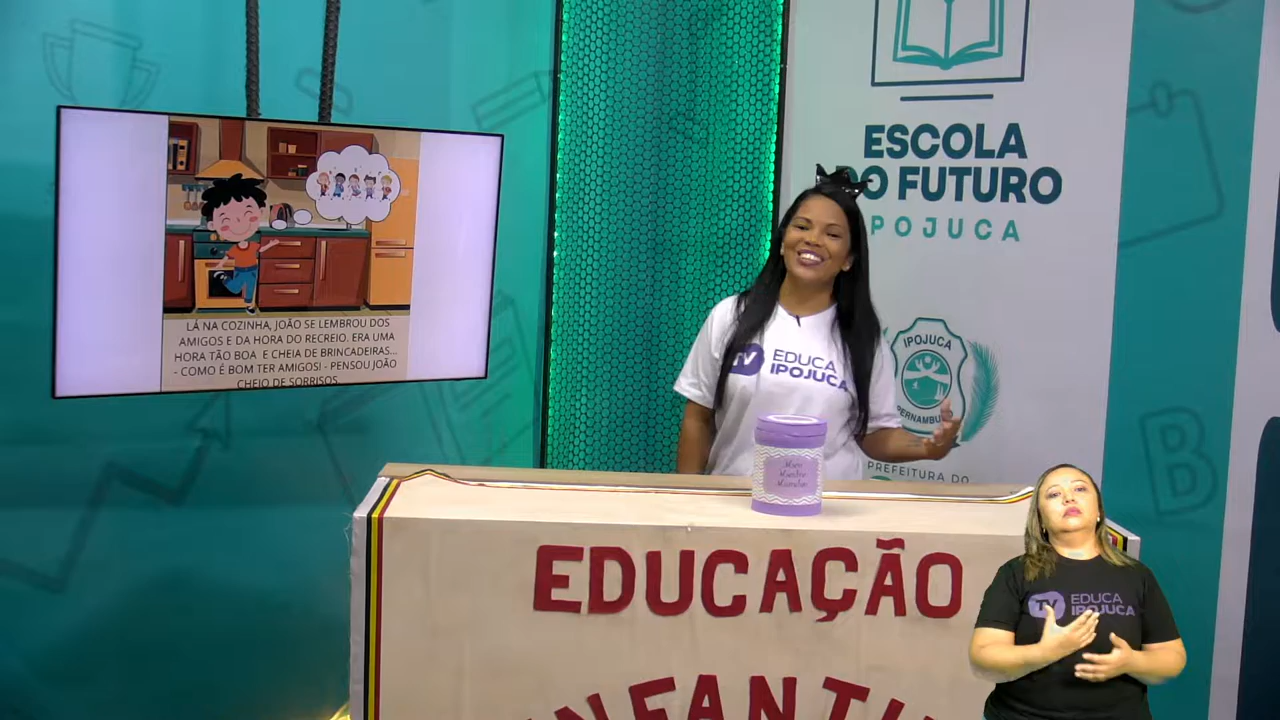 LÁ NA COZINHA, JOÃO SE LEMBROU DOS
AMIGOS E DA HORA DO RECREIO. ERA UMA
HORA TÃO BOA E CHEIA DE BRINCADEIRAS...
- COMO É BOM TER AMIGOS! - PENSOU JOÃO
CHEIO DE SORRISOS
ESCOLA
DO FUTURO
IPOJUCA
IPOJUCA
PERNAMBUCO
PREFEITURA DO
TV EDUCA
IPOJUCA
EDUCAÇÃO
INFANTIL
TV EDUCA
IPOJUCA
B